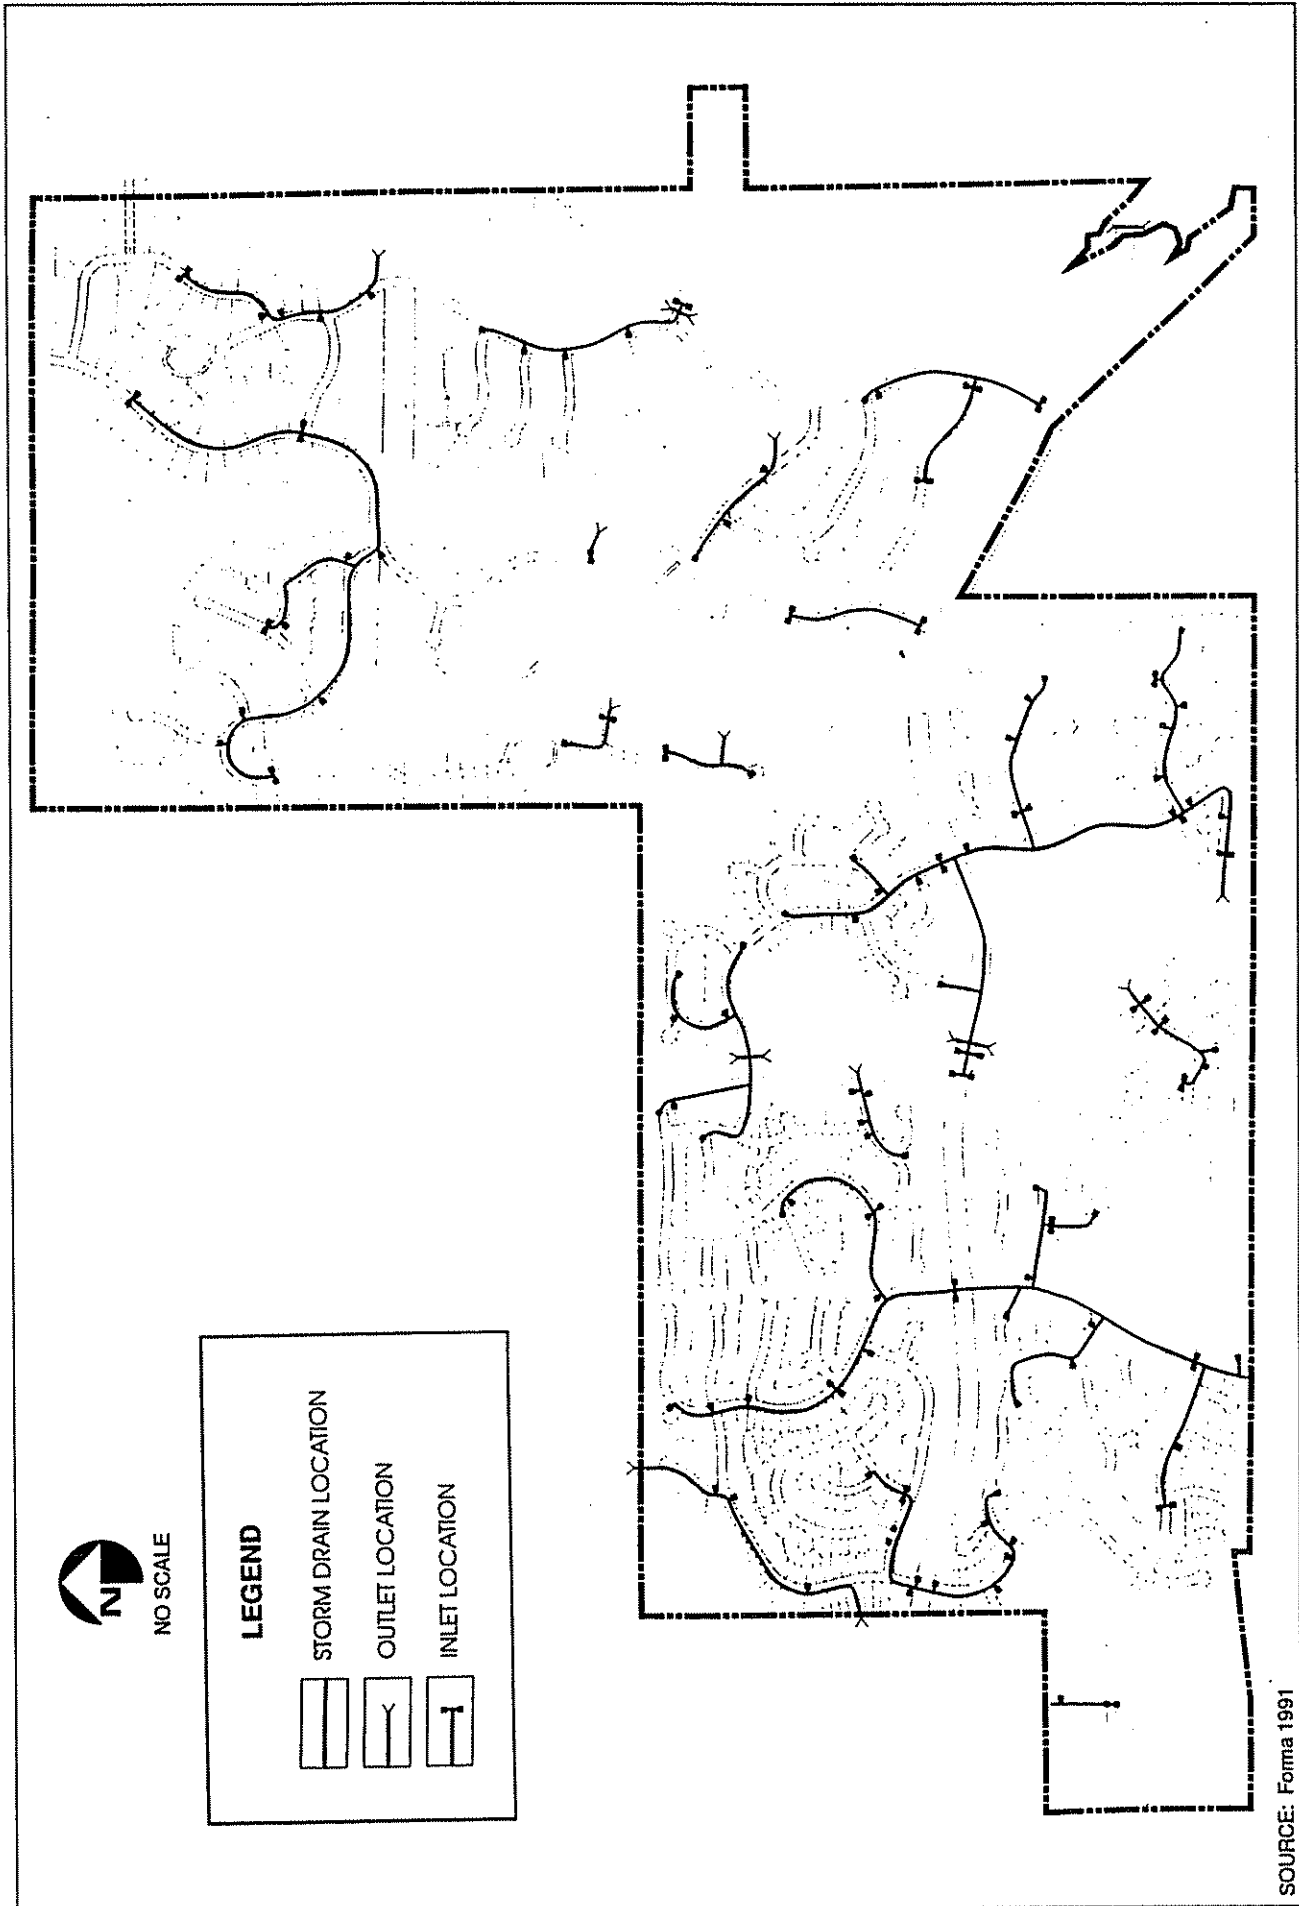 N
NO SCALE
LEGEND
STORM DRAIN LOCATION
OUTLET LOCATION
INLET LOCATION
SOURCE: Forma 1991